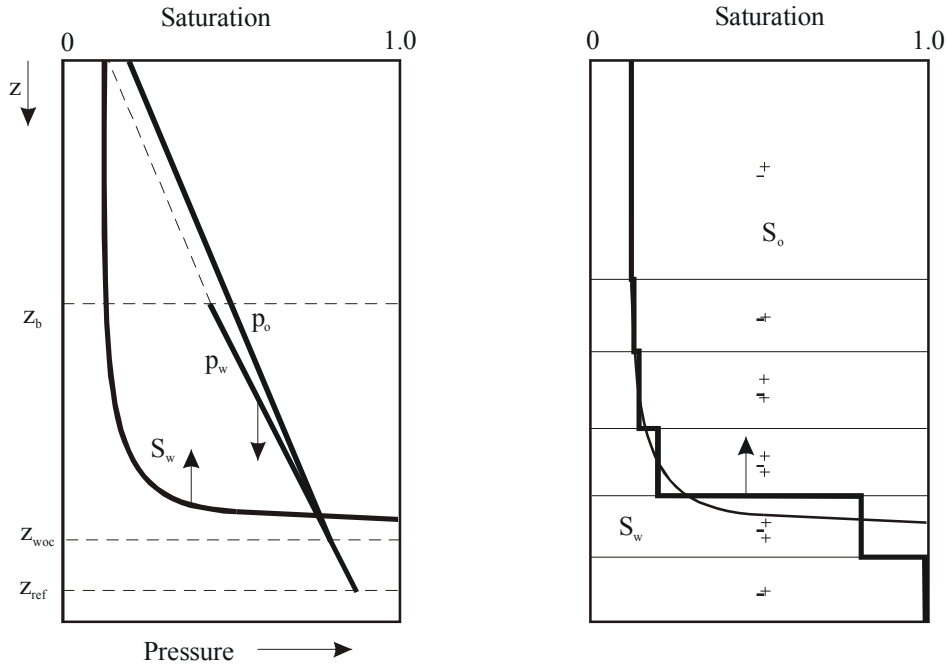 Saturation
0 1.0
z
z_b
p_o
p_w
S_w
z_woc
z_ref
Pressure
Saturation
0 1.0
S_o
S_w